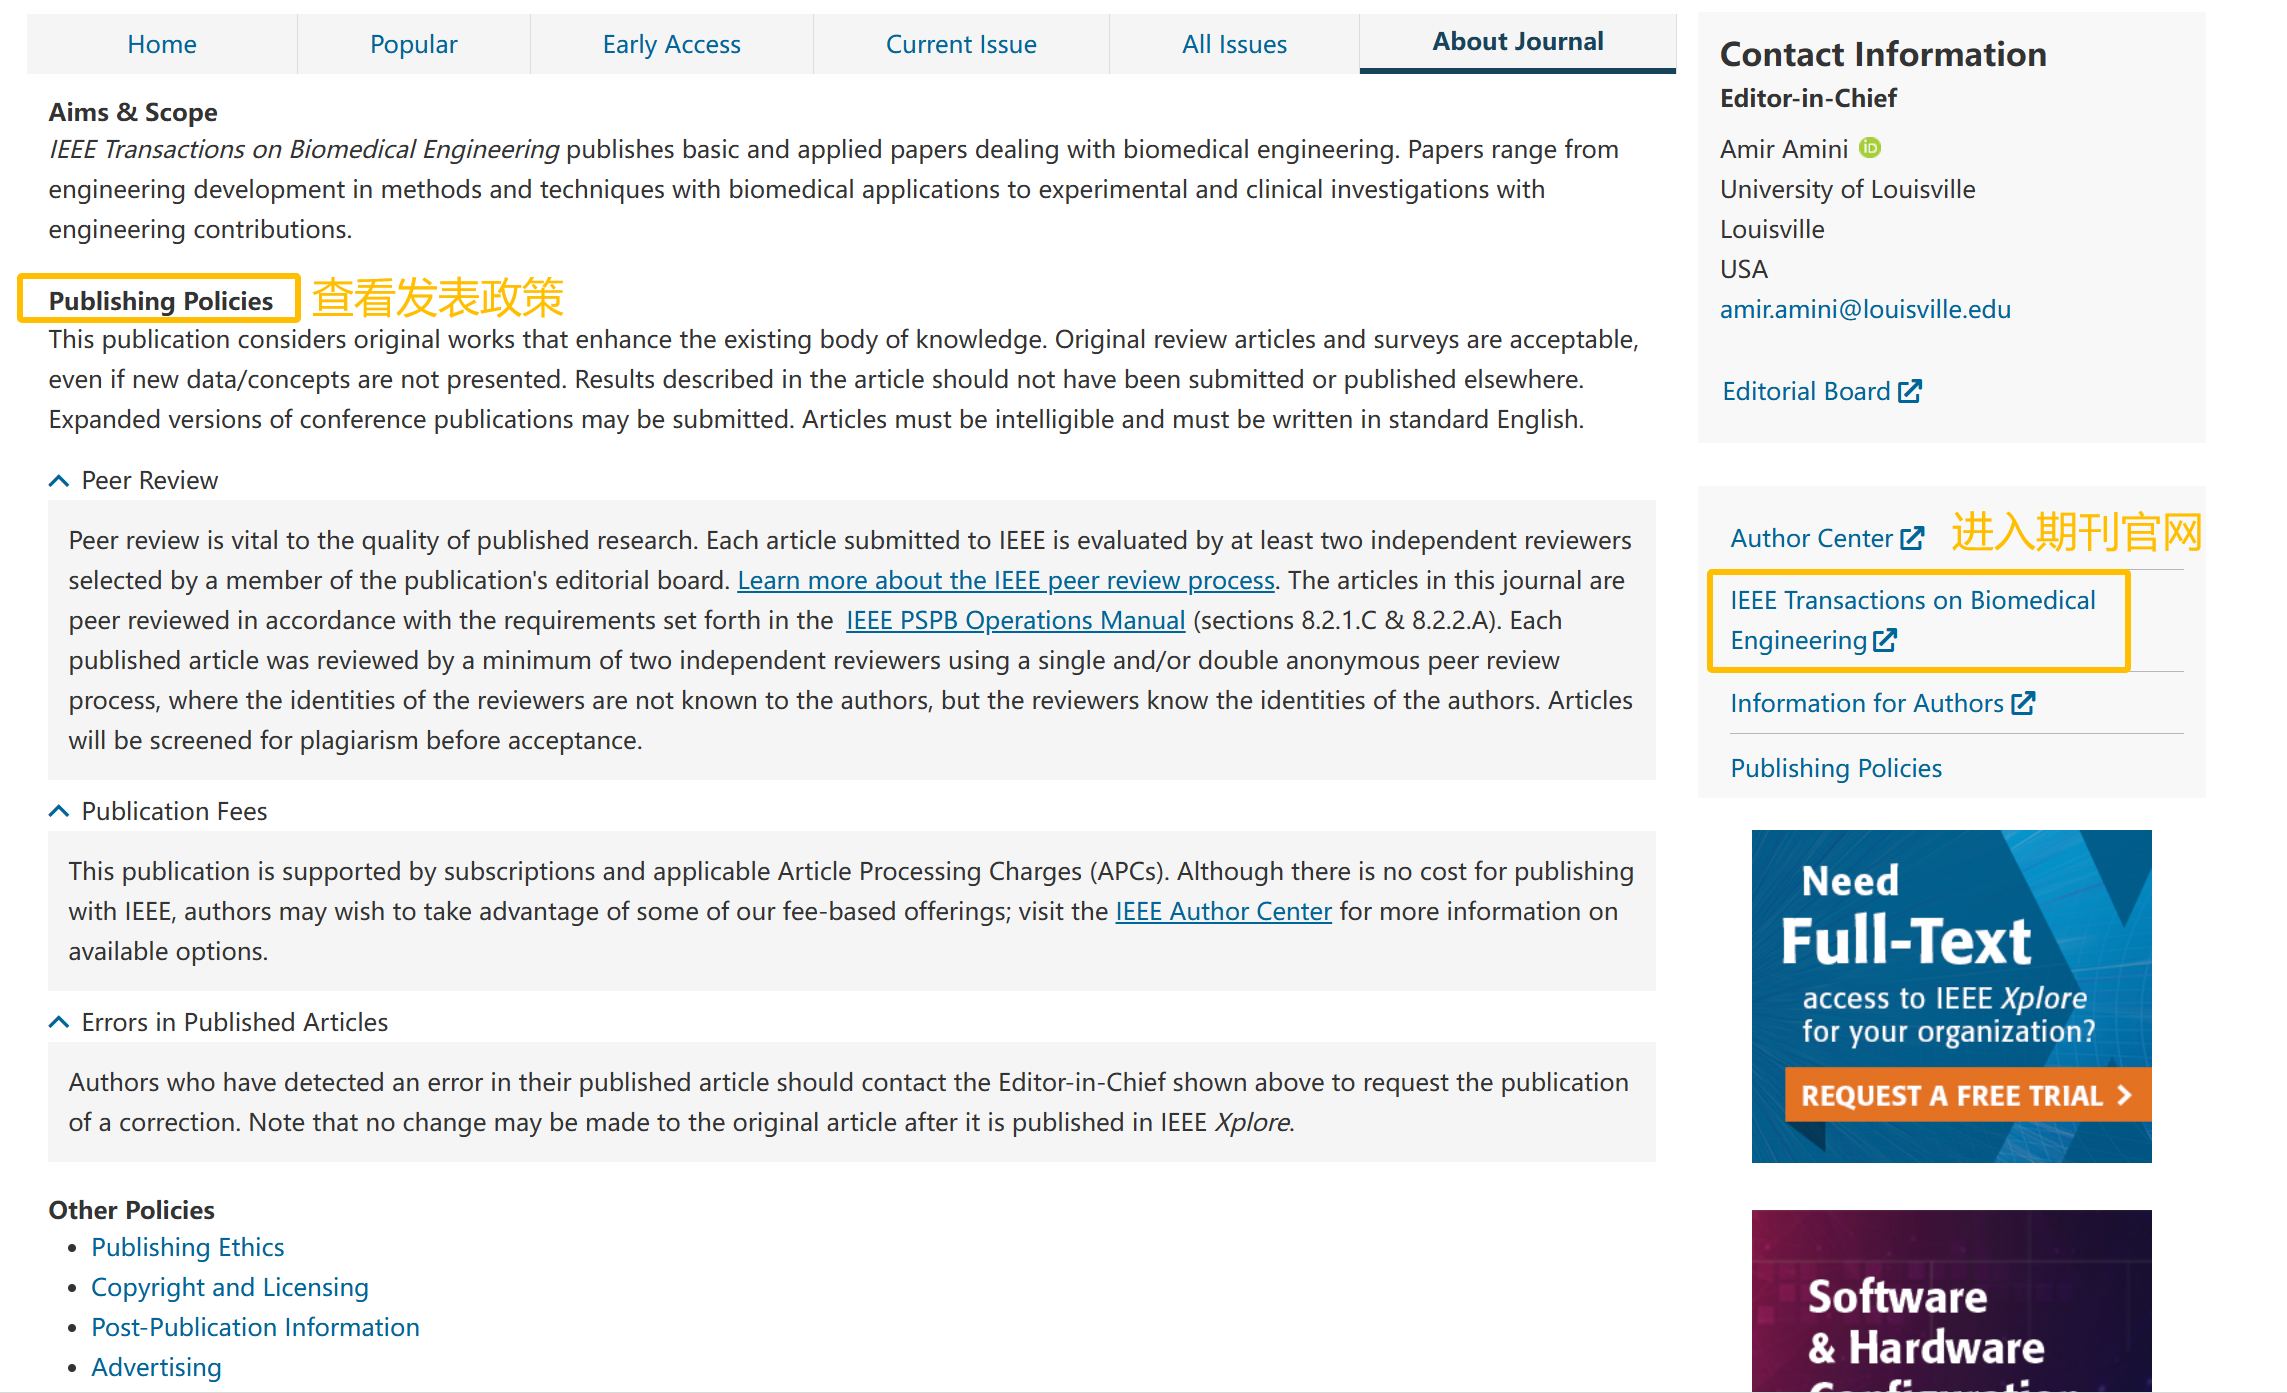 Home
Popular
Early Access
Current Issue
All Issues
About Journal
Aims & Scope
IEEE Transactions on Biomedical Engineering publishes basic and applied papers dealing with biomedical engineering. Papers range from
engineering development in methods and techniques with biomedical applications to experimental and clinical investigations with
engineering contributions.
Publishing Policies
查看发表政策
This publication considers original works that enhance the existing body of knowledge. Original review articles and surveys are acceptable,
even if new data/concepts are not presented. Results described in the article should not have been submitted or published elsewhere.
Expanded versions of conference publications may be submitted. Articles must be intelligible and must be written in standard English.
Peer Review
Peer review is vital to the quality of published research. Each article submitted to IEEE is evaluated by at least two independent reviewers
selected by a member of the publication's editorial board. Learn more about the IEEE peer review process. The articles in this journal are
peer reviewed in accordance with the requirements set forth in the IEEE PSPB Operations Manual (sections 8.2.1.C & 8.2.2.A). Each
published article was reviewed by a minimum of two independent reviewers using a single and/or double anonymous peer review
process, where the identities of the reviewers are not known to the authors, but the reviewers know the identities of the authors. Articles
will be screened for plagiarism before acceptance.
Publication Fees
This publication is supported by subscriptions and applicable Article Processing Charges (APCs). Although there is no cost for publishing
with IEEE, authors may wish to take advantage of some of our fee-based offerings; visit the IEEE Author Center for more information on
available options.
Errors in Published Articles
Authors who have detected an error in their published article should contact the Editor-in-Chief shown above to request the publication
of a correction. Note that no change may be made to the original article after it is published in IEEE Xplore.
Other Policies
Publishing Ethics
Copyright and Licensing
Post-Publication Information
Advertising
Contact Information
Editor-in-Chief
Amir Amini
iD
University of Louisville
Louisville
USA
amir.amini@louisville.edu
Editorial Board
Author Center
进入期刊官网
IEEE Transactions on Biomedical
Engineering
Information for Authors
Publishing Policies
Need
Full-Text
access to IEEE Xplore
for your organization?
REQUEST A FREE TRIAL
Software
& Hardware
Configuration